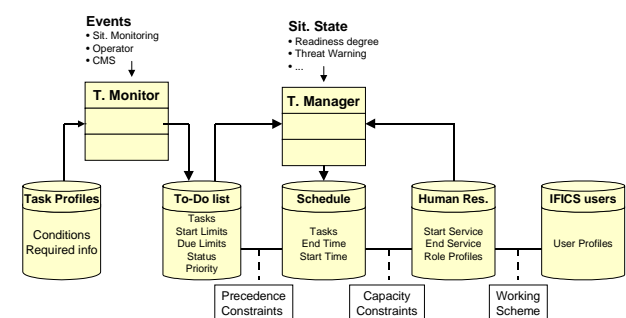 Events
• Sit. Monitoring
• Operator
• CMS
Sit. State
• Readiness degree
• Threat Warning
• ...
T. Monitor
T. Manager
Task Profiles
Conditions
Required info
To-Do list
Tasks
Start Limits
Due Limits
Status
Priority
Schedule
Tasks
End Time
Start Time
Human Res.
Start Service
End Service
Role Profiles
IFICS users
User Profiles
Precedence
Constraints
Capacity
Constraints
Working
Scheme